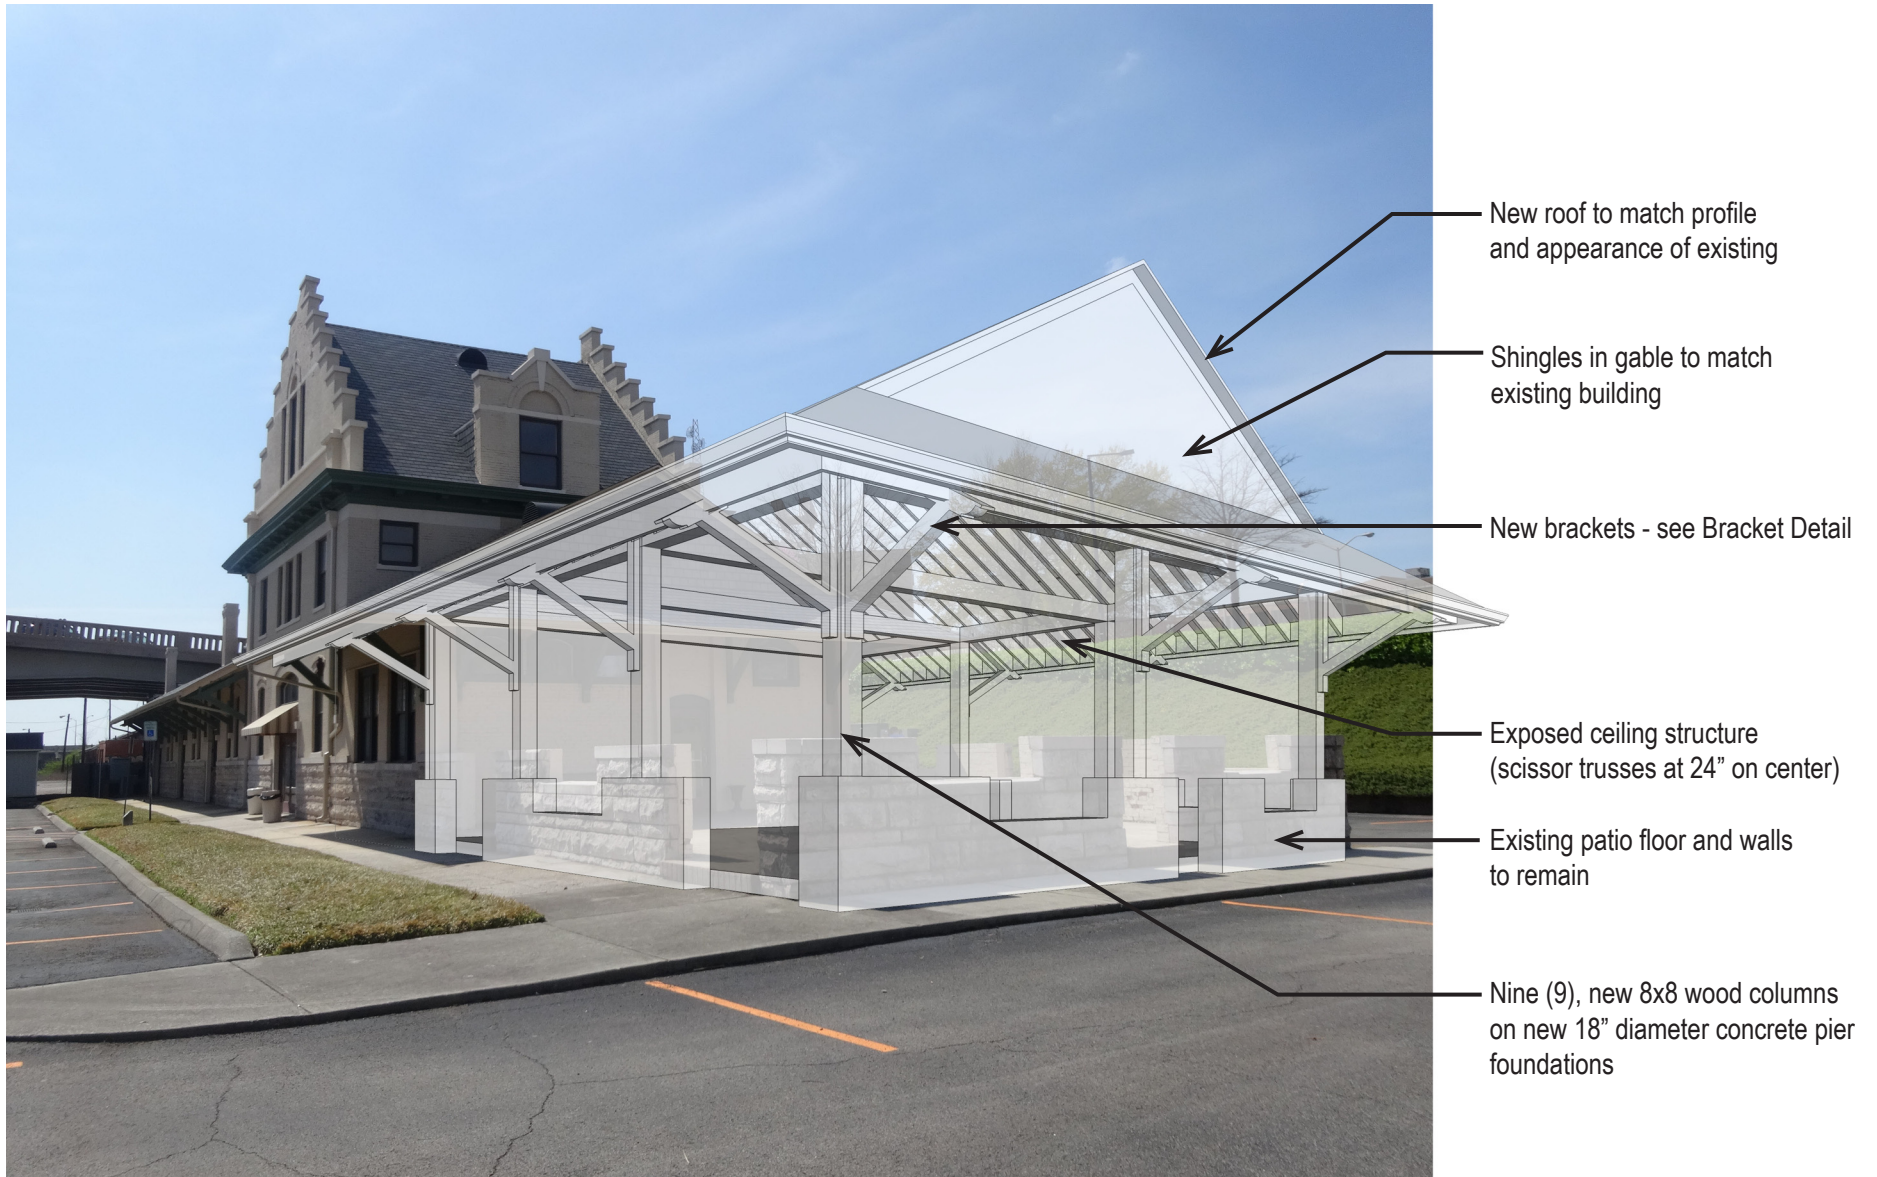 New roof to match profile
and appearance of existing
Shingles in gable to match
existing building
New brackets - see Bracket Detail
Exposed ceiling structure
(scissor trusses at 24” on center)
Existing patio floor and walls
to remain
Nine (9), new 8x8 wood columns
on new 18” diameter concrete pier
foundations